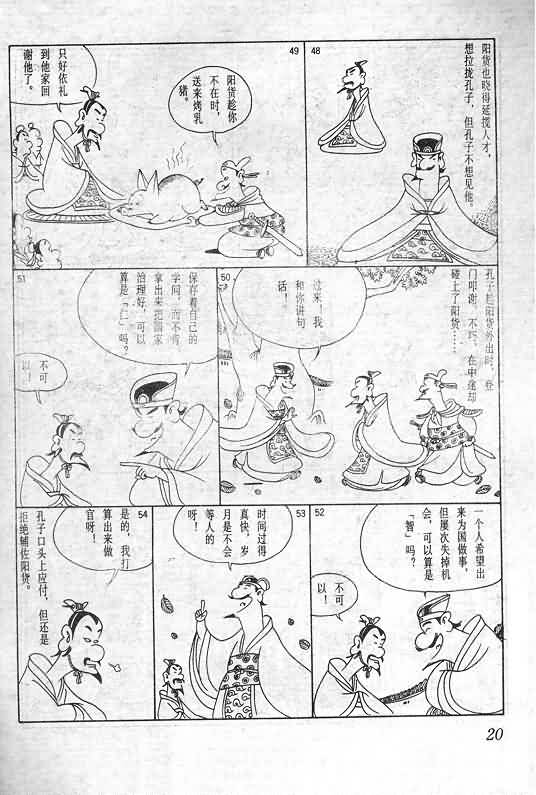 48
阳货也晓得延揽人才，
想拉拢孔子，但孔子不想见他。
49
阳货趁你
不在时，
送来烤乳
猪。
只好依礼
到他家回
谢他了。
孔子趁阳货外出时，登
门叩谢，不巧，在中途却
碰上了阳货……
50
过来！我
和你讲句
话！
51
保存着自己的
学问，而不肯
拿出来把国家
治理好，可以
算是「仁」吗？
不可
以！
52
一个人希望出
来为国做事，
但屡次失掉机
会，可以算是
「智」吗？
不可
以！
53
时间过得
真快，岁
月是不会
等人的
呀！
54
是的，我打
算出来做
官呀！
孔子口头上应付，但还是
拒绝辅佐阳货。
20